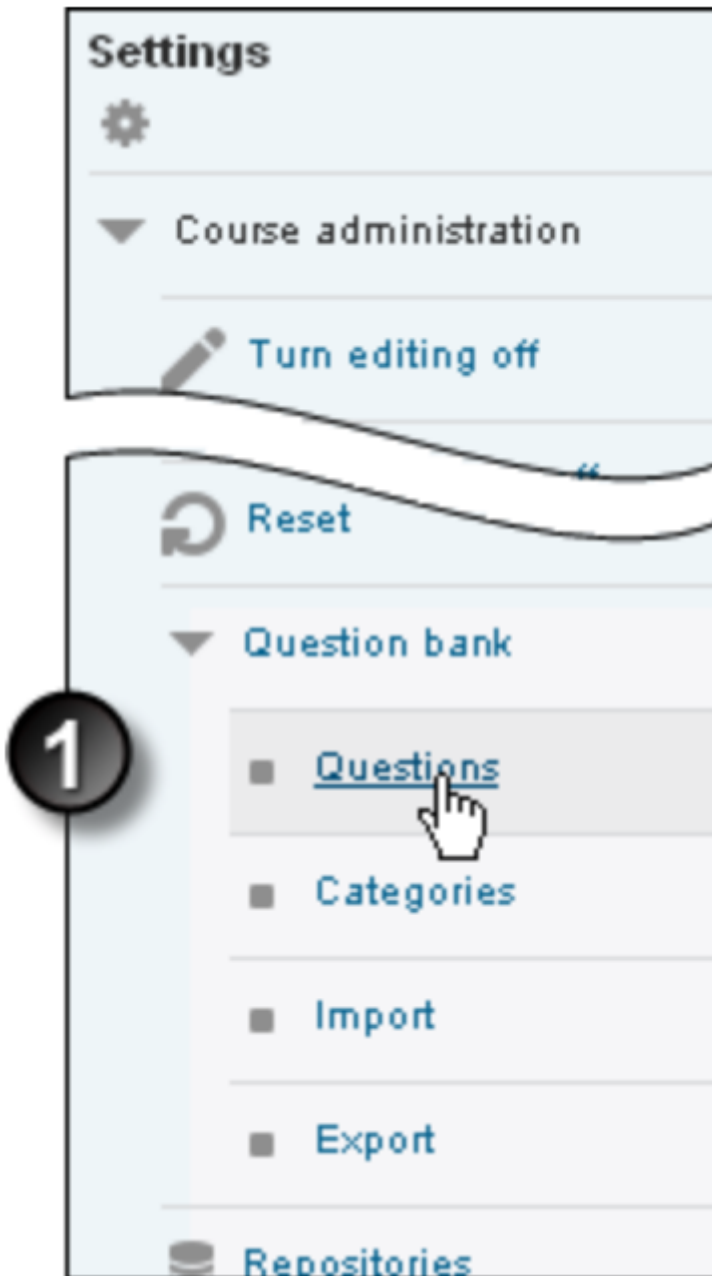 Settings
Course administration
Turn editing off
Reset
Question bank
1
Questions
Categories
Import
Export
Repositories